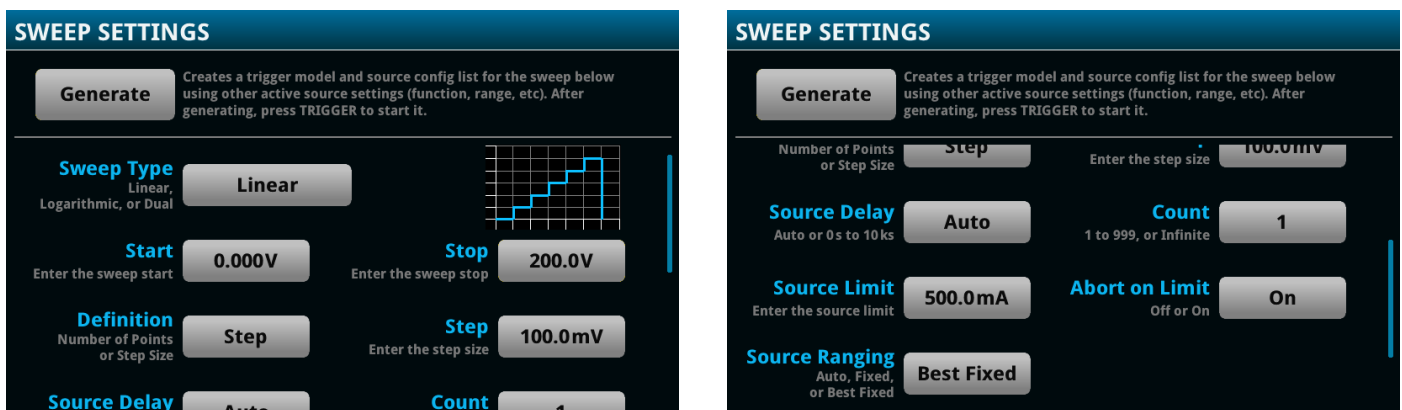 SWEEP SETTINGS
Generate
Creates a trigger model and source config list for the sweep below
using other active source settings (function, range, etc). After
generating, press TRIGGER to start it.
Sweep Type
Linear,
Logarithmic, or Dual
Linear
Start
Enter the sweep start
0.000V
Stop
Enter the sweep stop
200.0V
Definition
Number of Points
or Step Size
Step
Step
Enter the step size
100.0mV
Source Delay
Auto
Count
1
SWEEP SETTINGS
Generate
Creates a trigger model and source config list for the sweep below
using other active source settings (function, range, etc). After
generating, press TRIGGER to start it.
Number of Points
or Step Size
Step
Enter the step size
100.0mV
Source Delay
Auto or 0s to 10ks
Auto
Count
1 to 999, or Infinite
1
Source Limit
Enter the source limit
500.0mA
Abort on Limit
Off or On
On
Source Ranging
Auto, Fixed,
or Best Fixed
Best Fixed